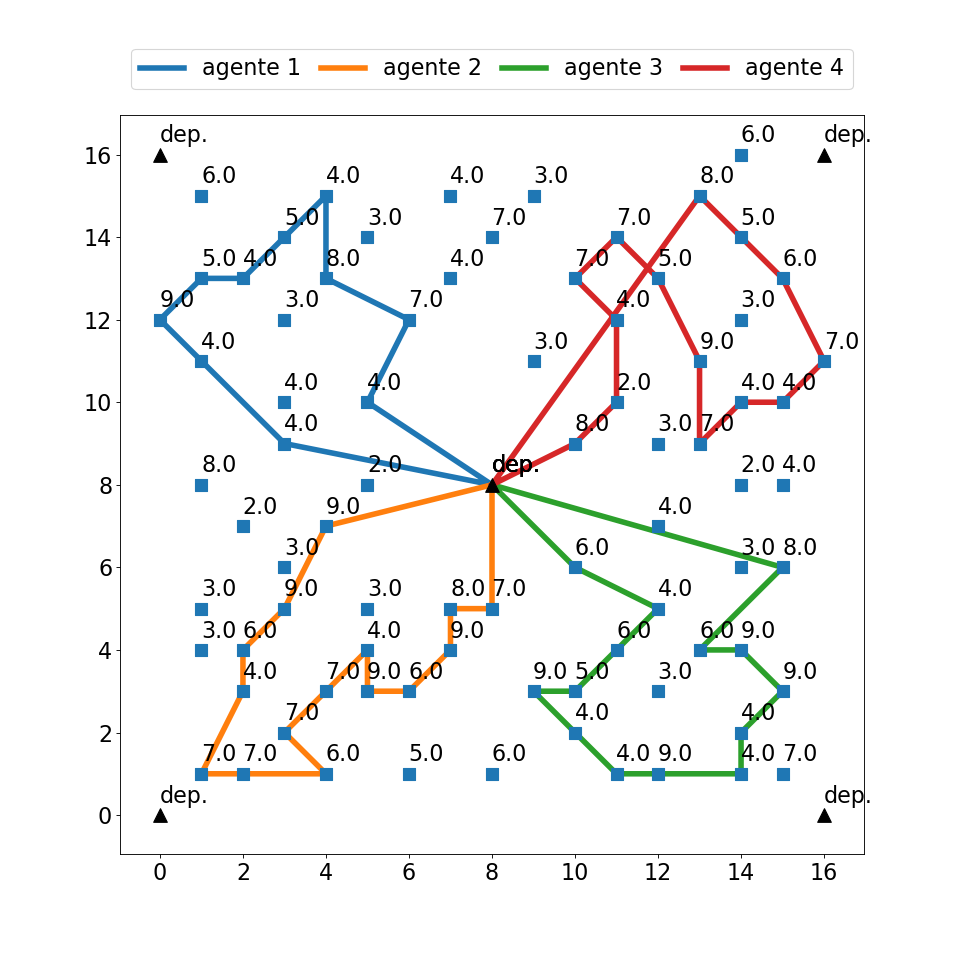 agente 1 agente 2 agente 3 agente 4
dep. 6.0 dep.
16
6.0 4.0 4.0 3.0 8.0
5.0 3.0 7.0 7.0 5.0
14
5.0 4.0 8.0 4.0 7.0 5.0 6.0
9.0 3.0 7.0 4.0 3.0
12
4.0 3.0 9.0 7.0
4.0 4.0 2.0 4.0 4.0
10
4.0 8.0 3.0 7.0
8.0 2.0 dep. 2.0 4.0
8
2.0 9.0 4.0
3.0 6.0 3.0 8.0
6
3.0 9.0 3.0 8.0 7.0 4.0
3.0 6.0 4.0 9.0 6.0 6.0 9.0
4
4.0 7.0 9.0 6.0 9.0 5.0 3.0 9.0
7.0 4.0 4.0
2
7.0 7.0 6.0 5.0 6.0 4.0 9.0 4.0 7.0
dep. dep.
0
0 2 4 6 8 10 12 14 16